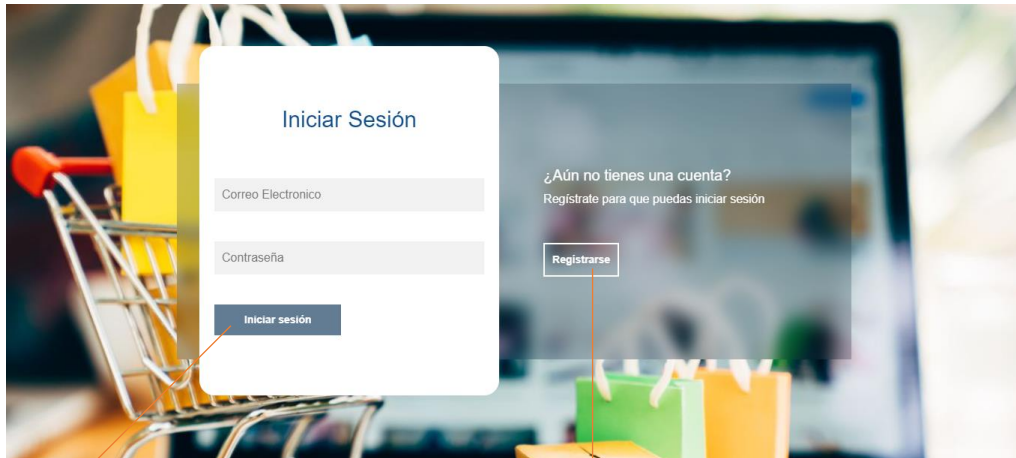 Iniciar Sesión
Correo Electronico
Contraseña
Iniciar sesión
¿Aún no tienes una cuenta?
Regístrate para que puedas iniciar sesión
Registrarse